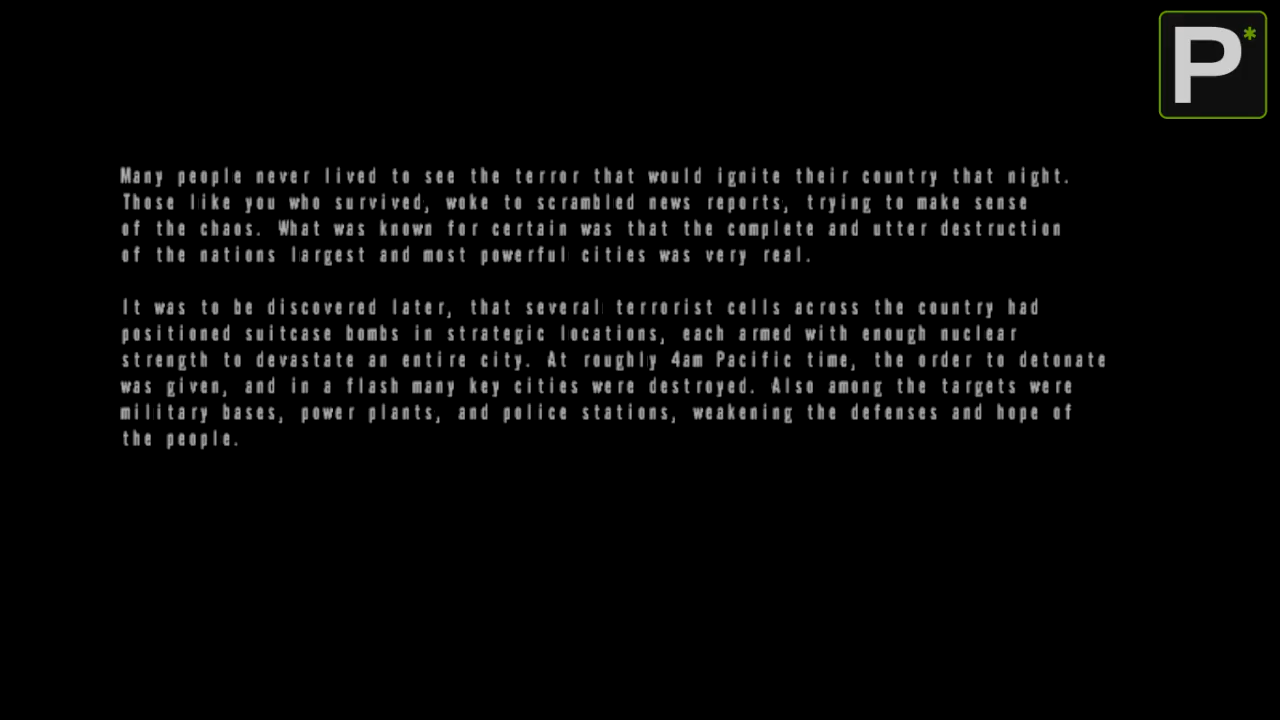 P*
Many people never lived to see the terror that would ignite their country that night.
Those like you who survived, woke to scrambled news reports, trying to make sense
of the chaos. What was known for certain was that the complete and utter destruction
of the nations largest and most powerful cities was very real.
It was to be discovered later, that several terrorist cells across the country had
positioned suitcase bombs in strategic locations, each armed with enough nuclear
strength to devastate an entire city. At roughly 4am Pacific time, the order to detonate
was given, and in a flash many key cities were destroyed. Also among the targets were
military bases, power plants, and police stations, weakening the defenses and hope of
the people.